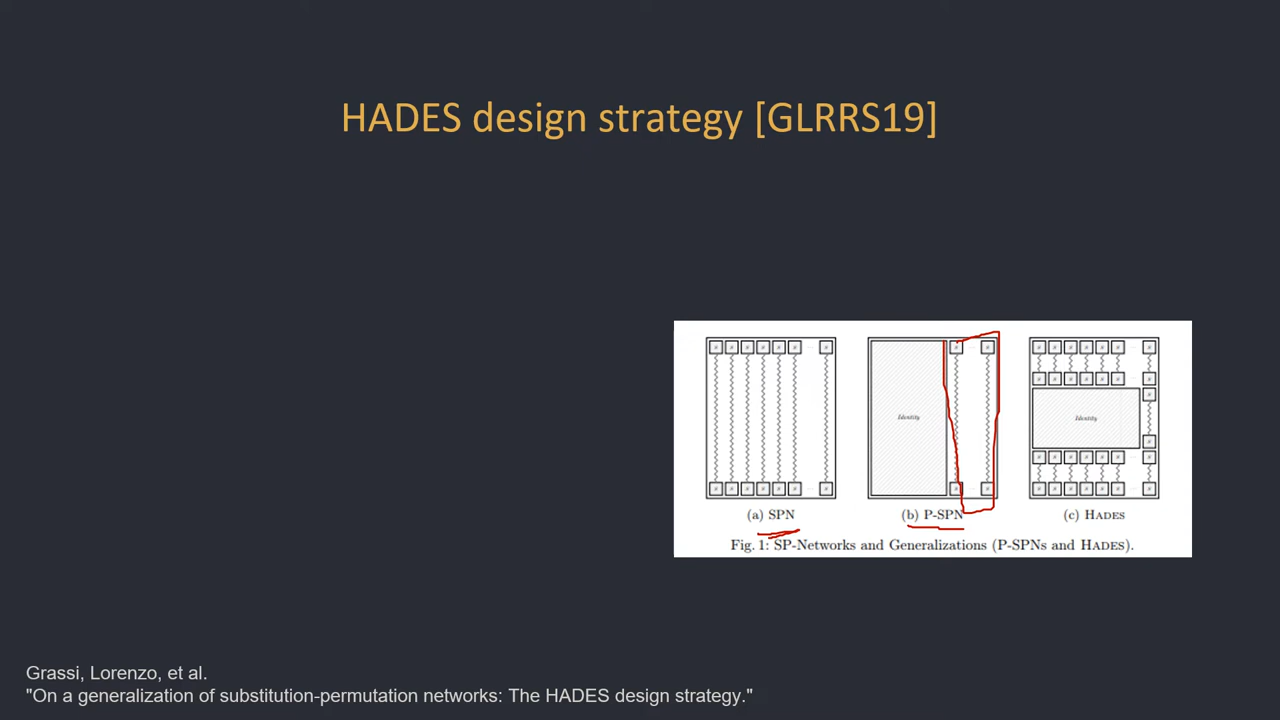 HADES design strategy [GLRRS19]
Identity
Identity
(a) SPN (b) P-SPN (c) HADES
Fig. 1: SP-Networks and Generalizations (P-SPNs and HADES).
Grassi, Lorenzo, et al.
"On a generalization of substitution-permutation networks: The HADES design strategy."